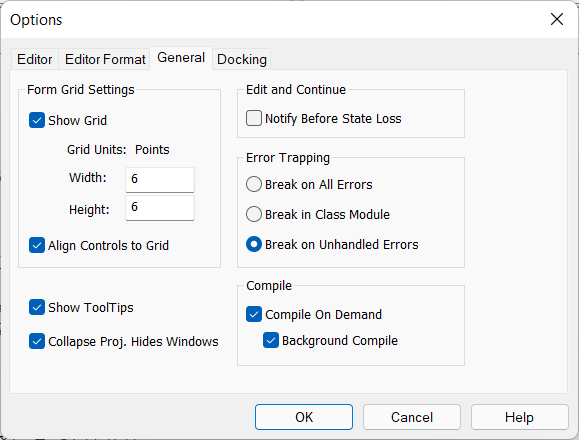 Options
Editor
Editor Format
General
Docking
Form Grid Settings
Show Grid
Grid Units: Points
Width: 6
Height: 6
Align Controls to Grid
Show ToolTips
Collapse Proj. Hides Windows
Edit and Continue
Notify Before State Loss
Error Trapping
Break on All Errors
Break in Class Module
Break on Unhandled Errors
Compile
Compile On Demand
Background Compile
OK
Cancel
Help